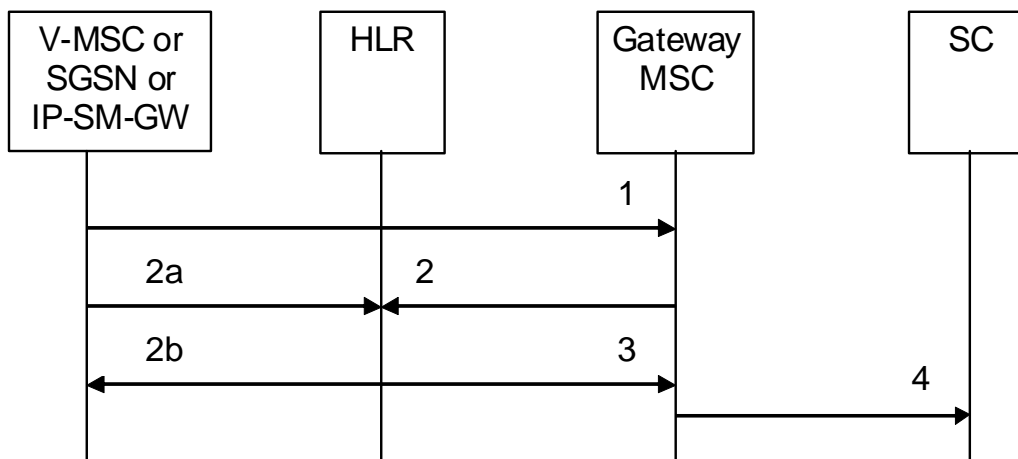 V-MSC or
SGSN or
IP-SM-GW
HLR
Gateway
MSC
SC
1
2a
2
2b
3
4